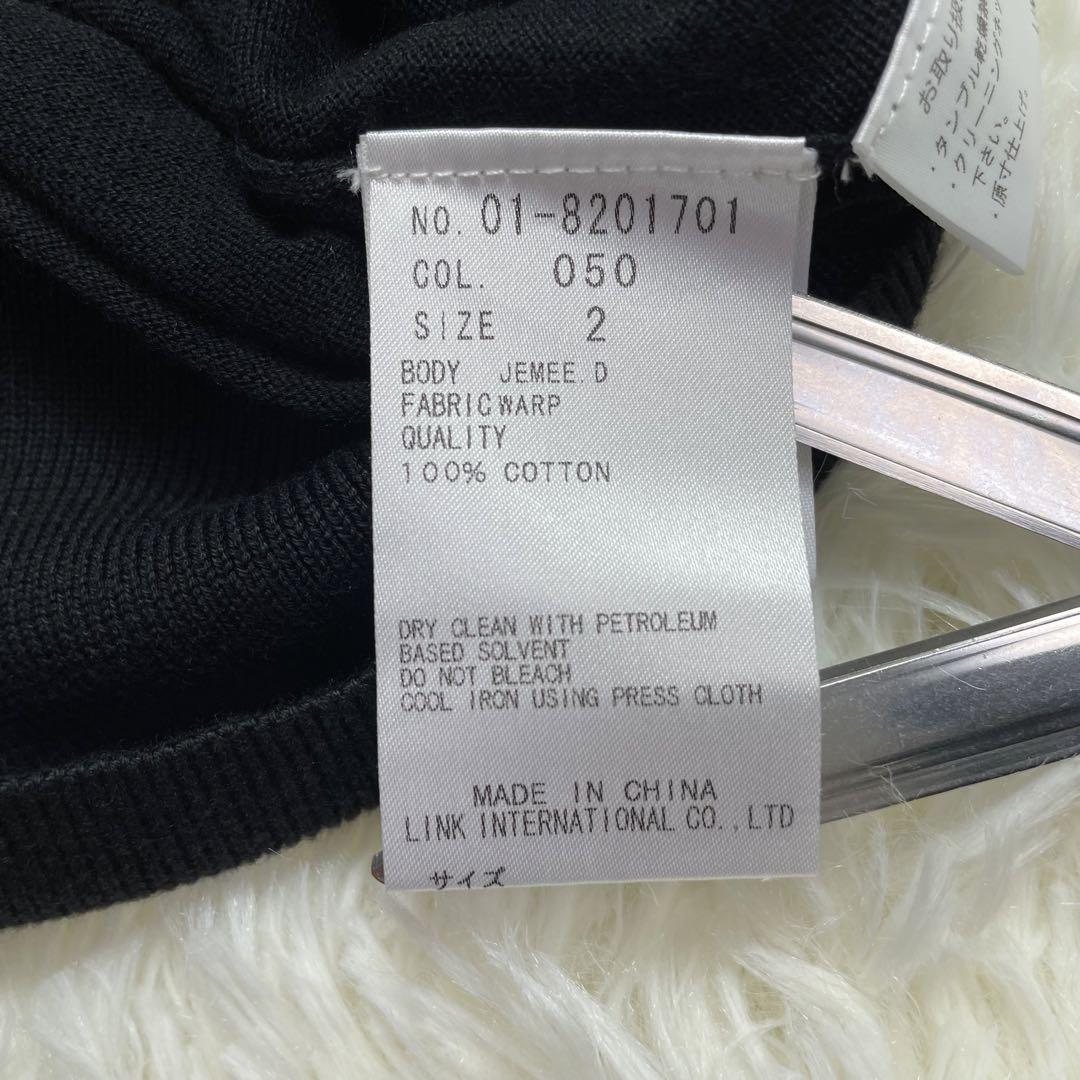 NO. 01-8201701
COL. 050
SIZE 2
BODY JEMEE.D
FABRIC WARP
QUALITY
100% COTTON
DRY CLEAN WITH PETROLEUM
BASED SOLVENT
DO NOT BLEACH
COOL IRON USING PRESS CLOTH
MADE IN CHINA
LINK INTERNATIONAL CO.,LTD
サイズ
お取り扱
・タンブル乾燥
・クリーニングネッ
下さい。
・原寸仕上げ。